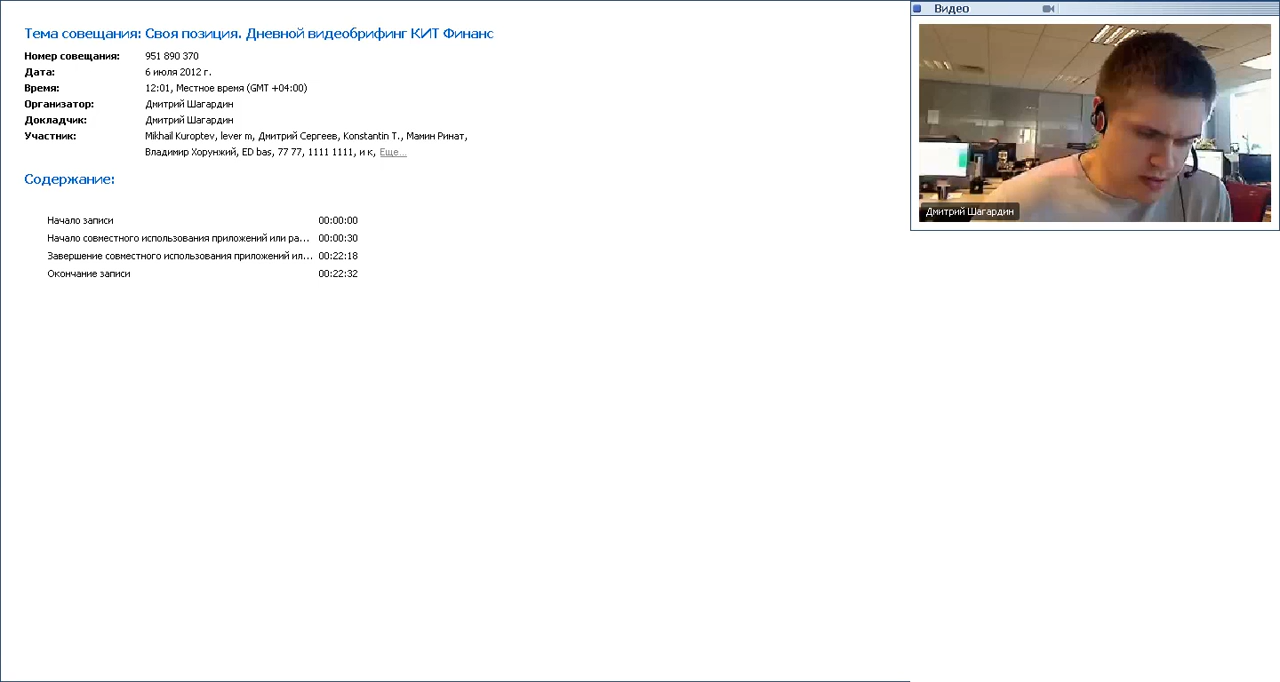 Тема совещания: Своя позиция. Дневной видеобрифинг КИТ Финанс
Номер совещания: 951 890 370
Дата: 6 июля 2012 г.
Время: 12:01, Местное время (GMT +04:00)
Организатор: Дмитрий Шагардин
Докладчик: Дмитрий Шагардин
Участник: Mikhail Kuroptev, lever m, Дмитрий Сергеев, Konstantin T., Мамин Ринат,
Владимир Хорунжий, ED bas, 77 77, 1111 1111, и к, Еще...
Содержание:
Начало записи 00:00:00
Начало совместного использования приложений или ра... 00:00:30
Завершение совместного использования приложений ил... 00:22:18
Окончание записи 00:22:32
Видео
Дмитрий Шагардин